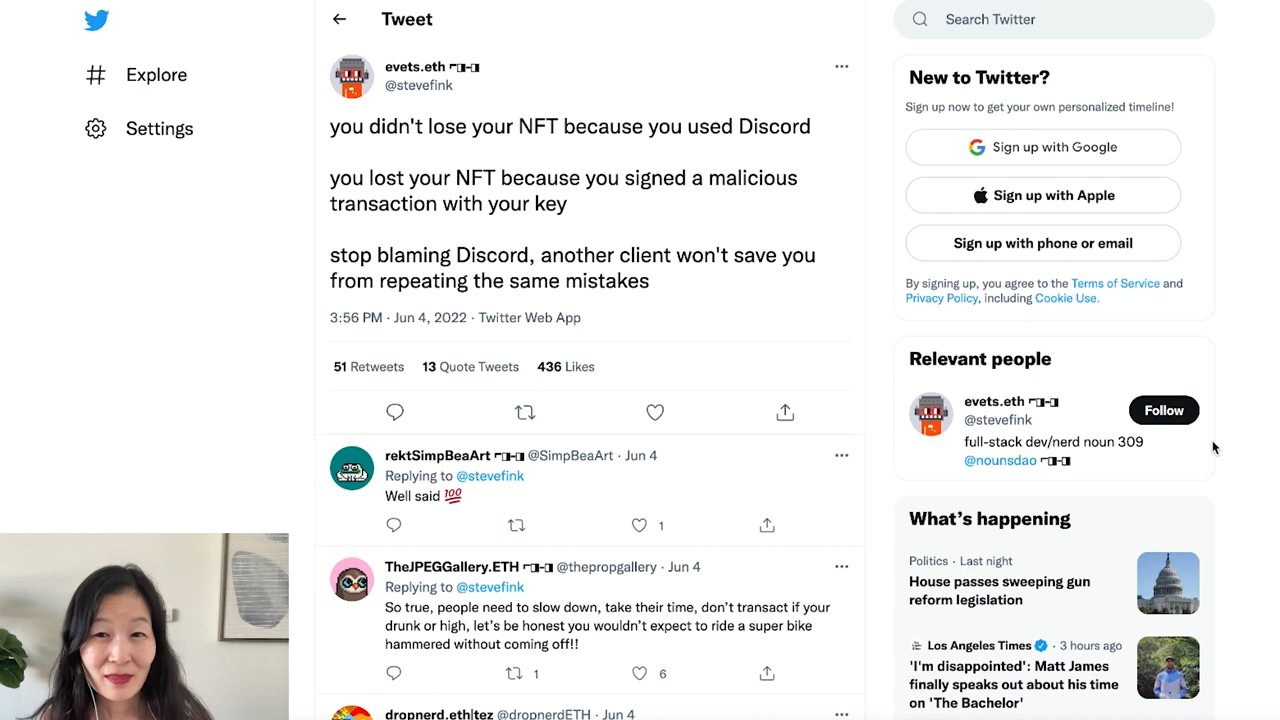 Explore
Settings
Tweet
evets.eth
@stevefink
you didn't lose your NFT because you used Discord
you lost your NFT because you signed a malicious
transaction with your key
stop blaming Discord, another client won't save you
from repeating the same mistakes
3:56 PM · Jun 4, 2022 · Twitter Web App
51 Retweets 13 Quote Tweets 436 Likes
rektSimpBeaArt @SimpBeaArt · Jun 4
Replying to @stevefink
Well said 💯
1
TheJPEGGallery.ETH @thepropgallery · Jun 4
Replying to @stevefink
So true, people need to slow down, take their time, don't transact if your
drunk or high, let's be honest you wouldn't expect to ride a super bike
hammered without coming off!!
1 6
dropnerd.eth|tez @dropnerdETH · Jun 4
Search Twitter
New to Twitter?
Sign up now to get your own personalized timeline!
Sign up with Google
Sign up with Apple
Sign up with phone or email
By signing up, you agree to the Terms of Service and
Privacy Policy, including Cookie Use.
Relevant people
evets.eth
@stevefink
Follow
full-stack dev/nerd noun 309
@nounsdao
What's happening
Politics · Last night
House passes sweeping gun
reform legislation
Los Angeles Times · 3 hours ago
'I'm disappointed': Matt James
finally speaks out about his time
on 'The Bachelor'